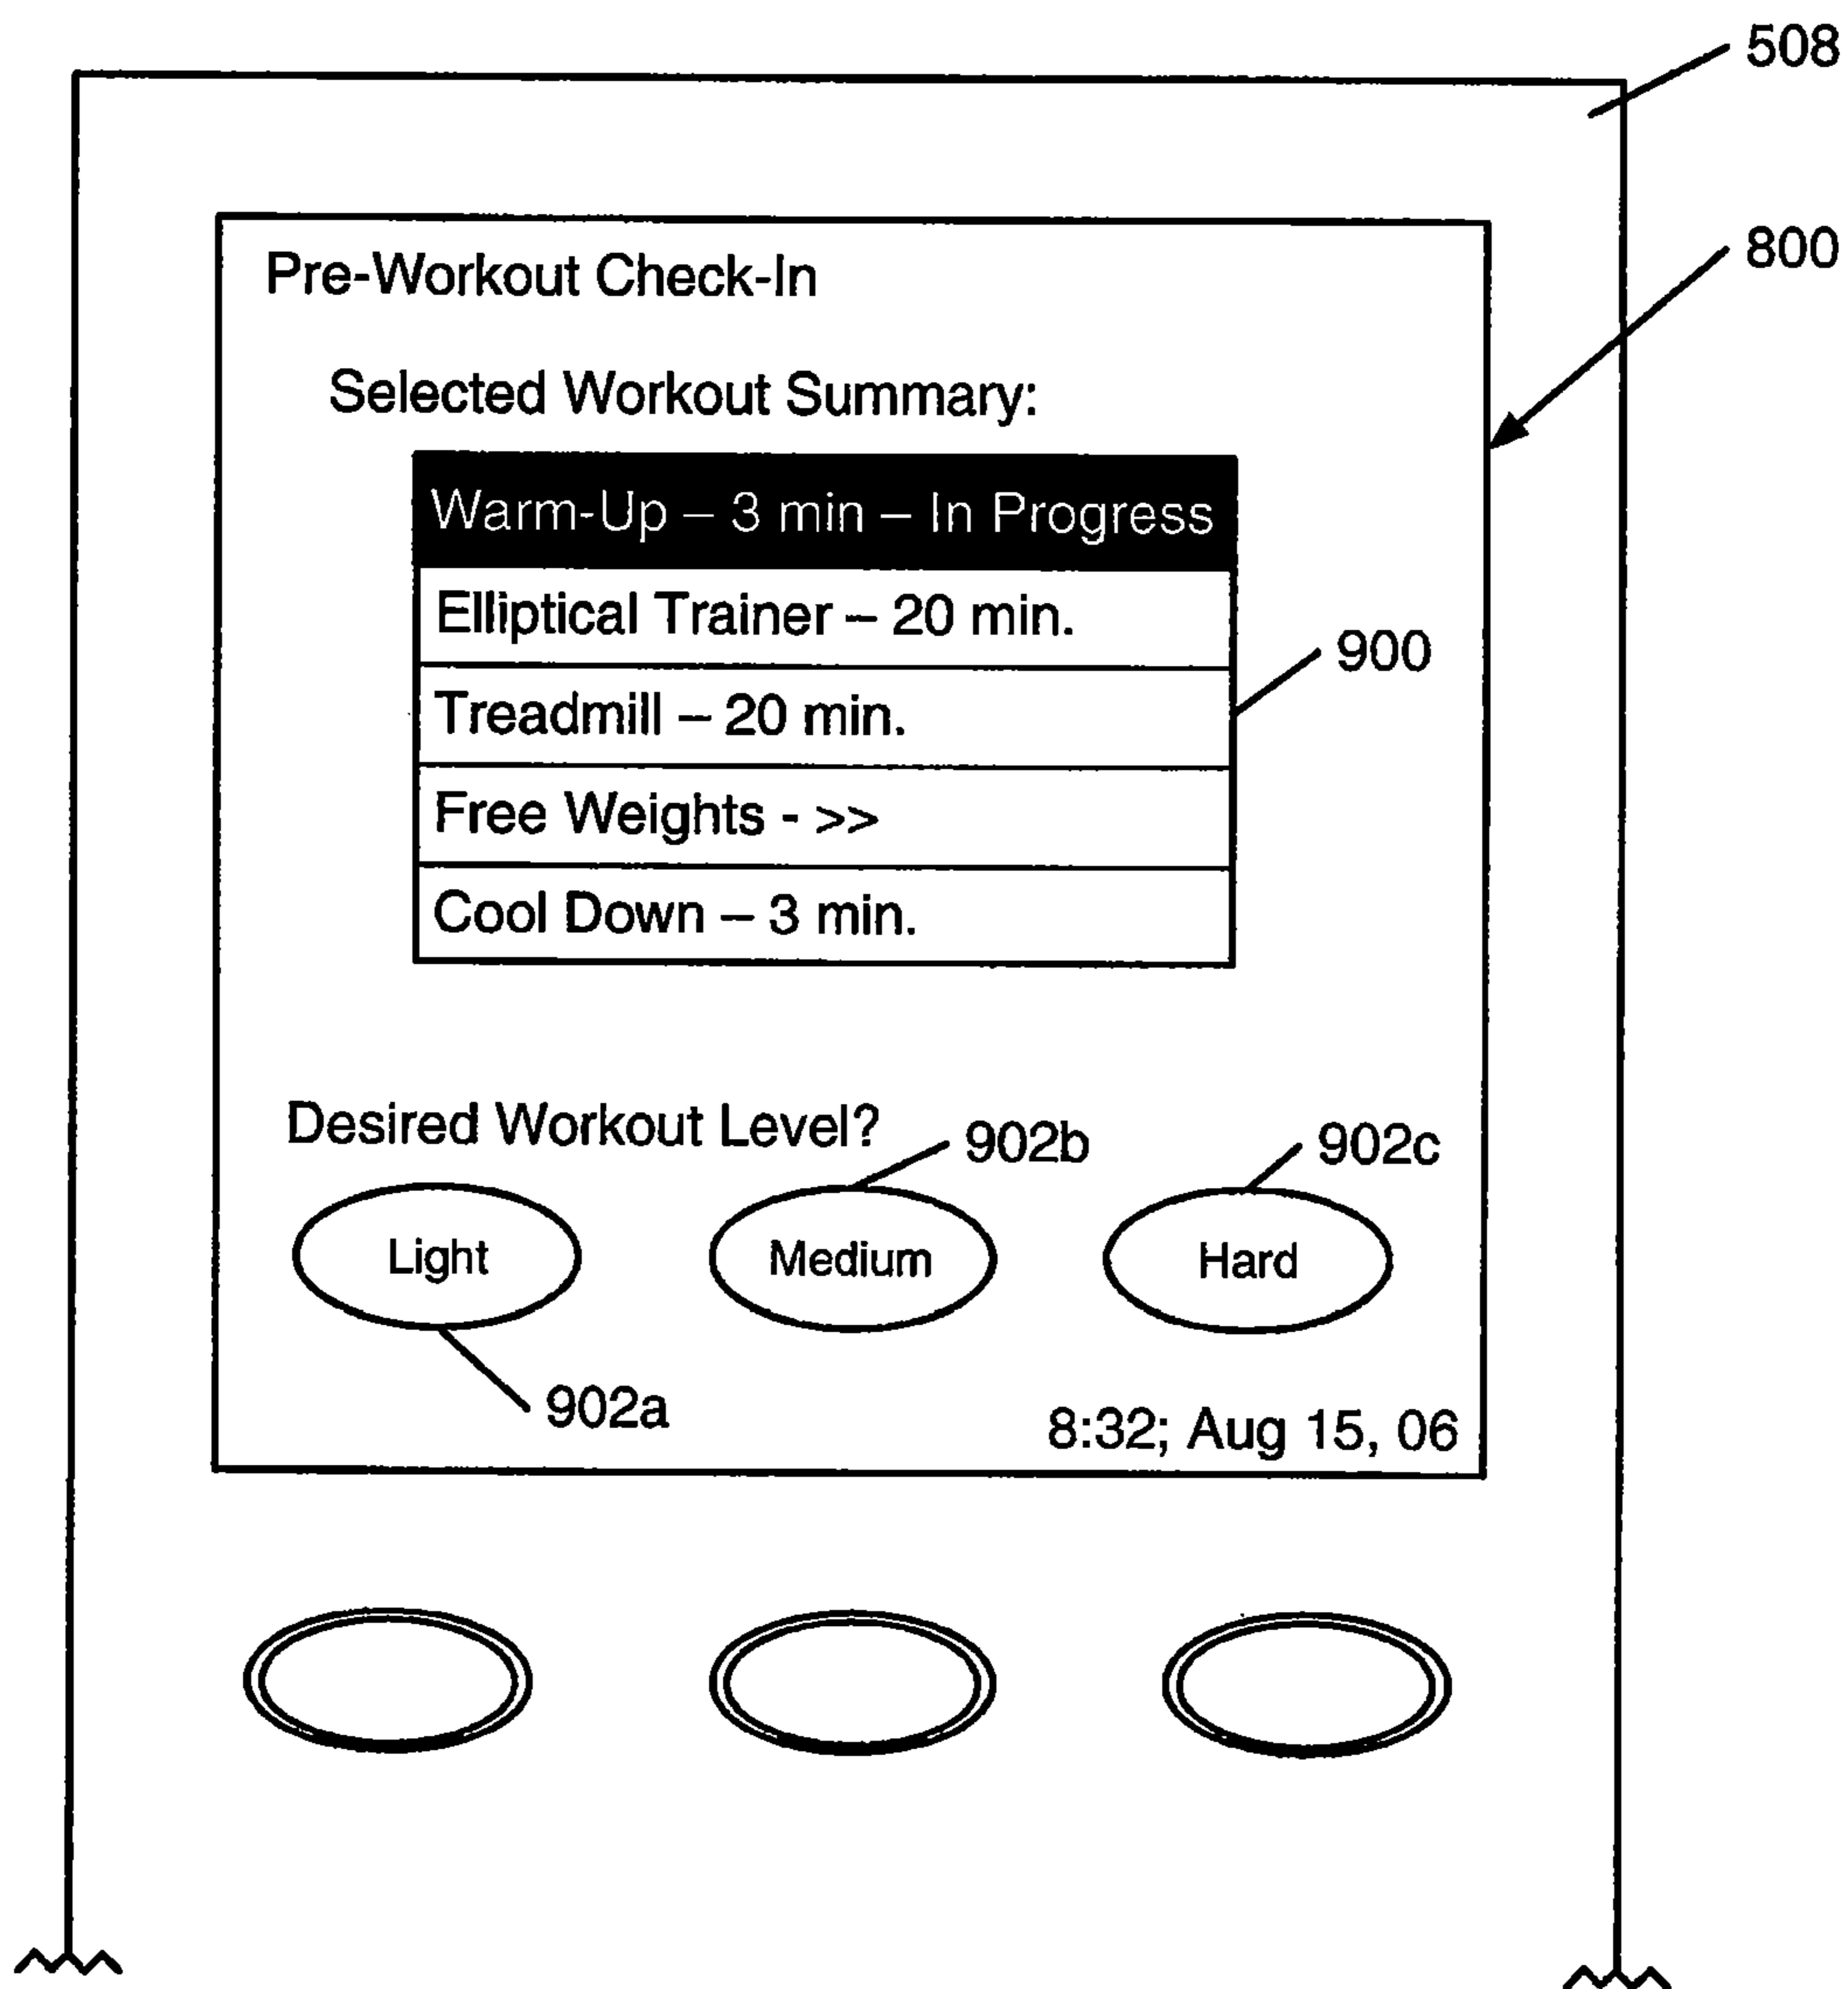 508
800
Pre-Workout Check-In
Selected Workout Summary:
Warm-Up – 3 min – In Progress
Elliptical Trainer – 20 min.
900
Treadmill – 20 min.
Free Weights - >>
Cool Down – 3 min.
Desired Workout Level?
902b
902c
Light
Medium
Hard
902a
8:32; Aug 15, 06